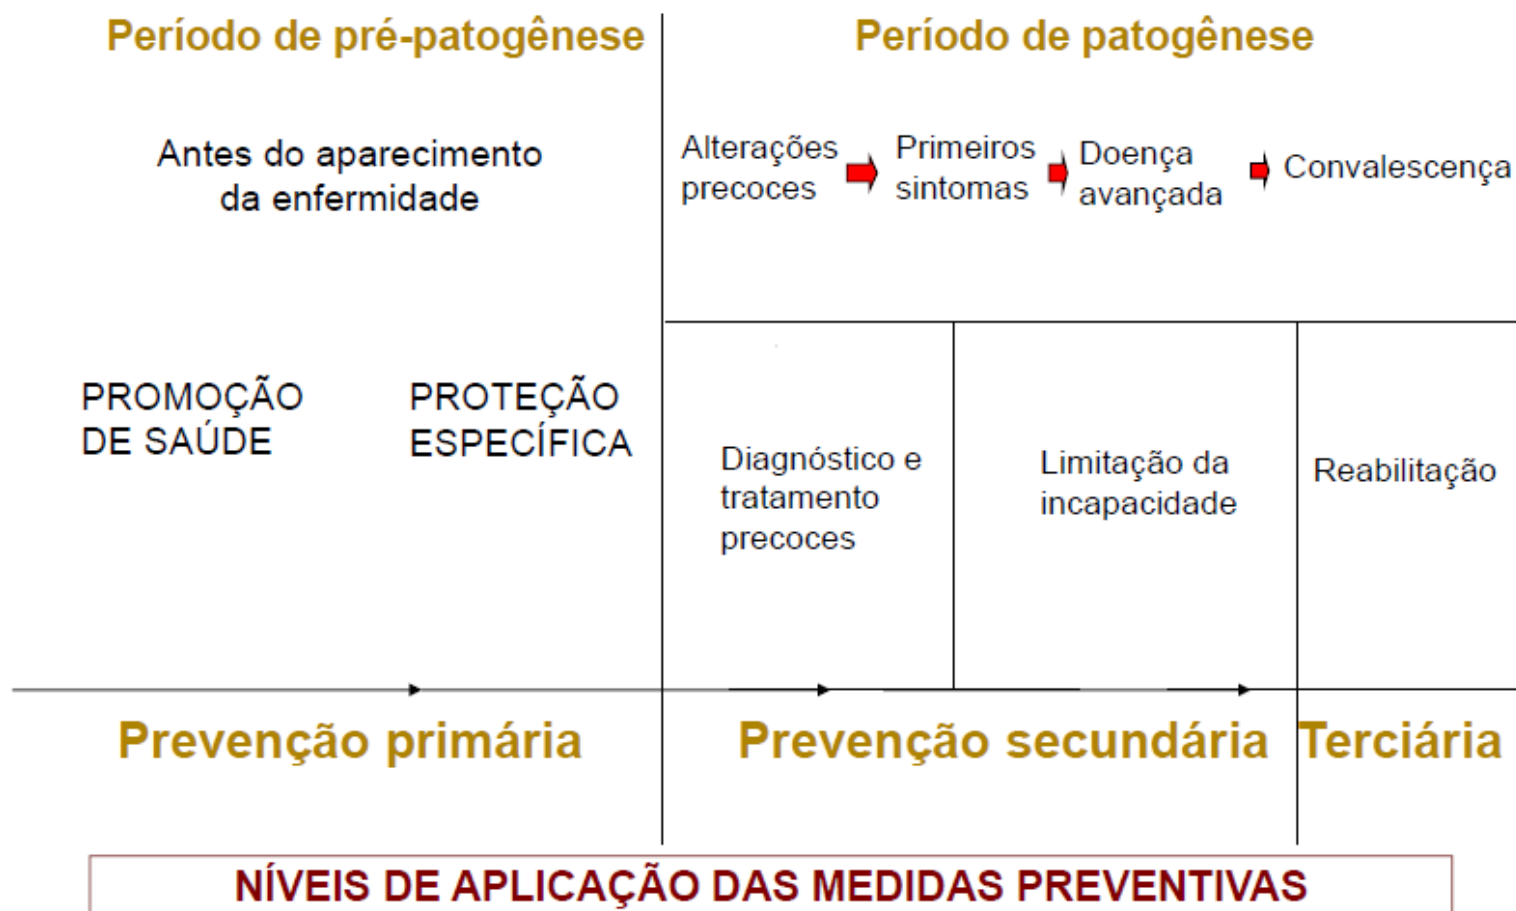 Período de pré-patogênese
Período de patogênese
Antes do aparecimento
da enfermidade
Alterações
precoces
Primeiros
sintomas
Doença
avançada
Convalescença
PROMOÇÃO
DE SAÚDE
PROTEÇÃO
ESPECÍFICA
Diagnóstico e
tratamento
precoces
Limitação da
incapacidade
Reabilitação
Prevenção primária
Prevenção secundária
Terciária
NÍVEIS DE APLICAÇÃO DAS MEDIDAS PREVENTIVAS